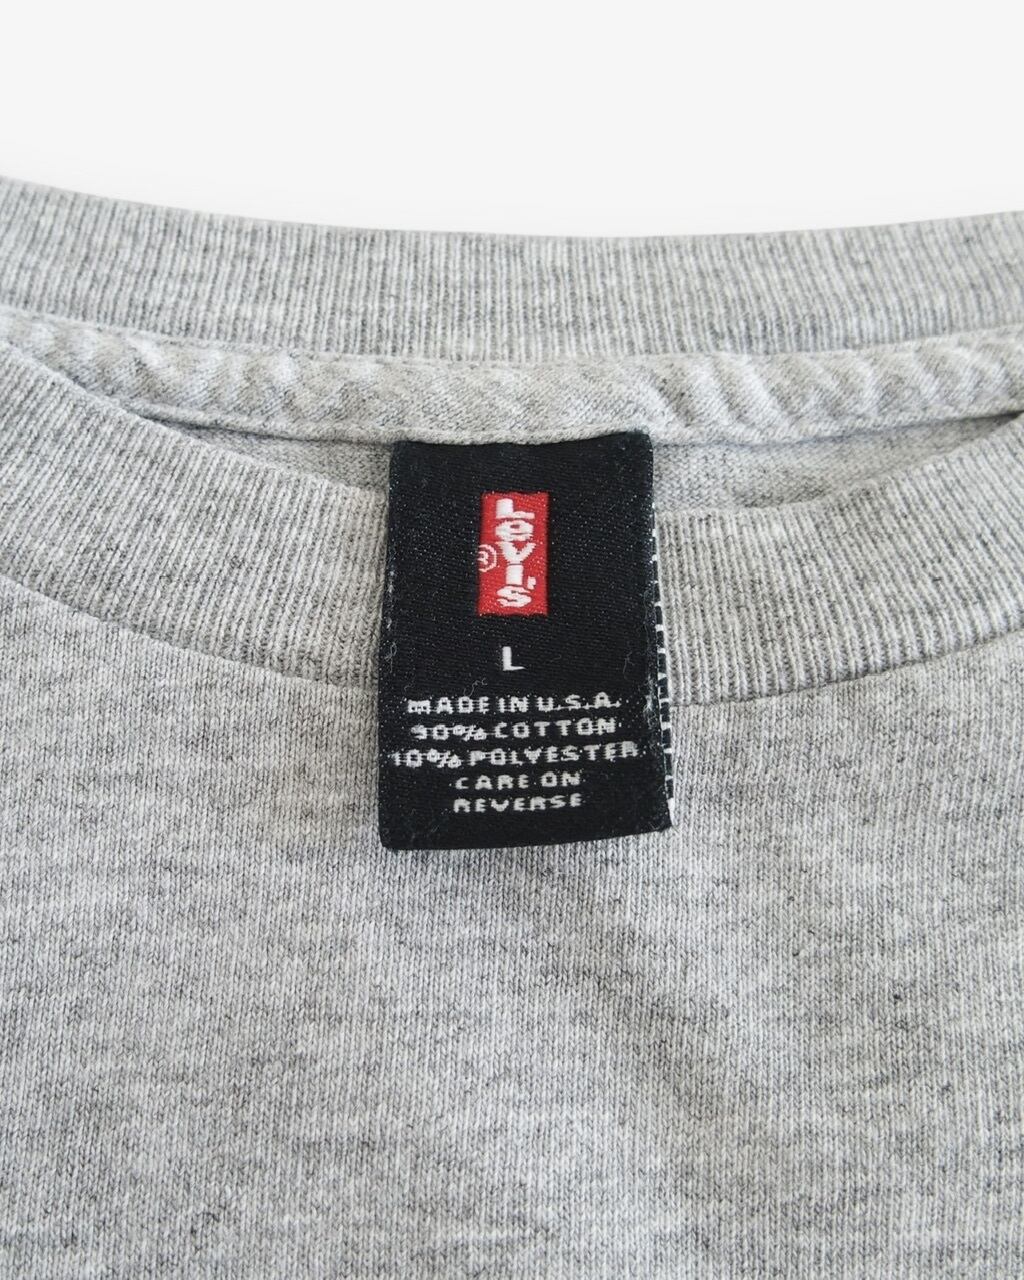 Levi's
®
L
MADE IN U.S.A.
90% COTTON
10% POLYESTER
CARE ON
REVERSE